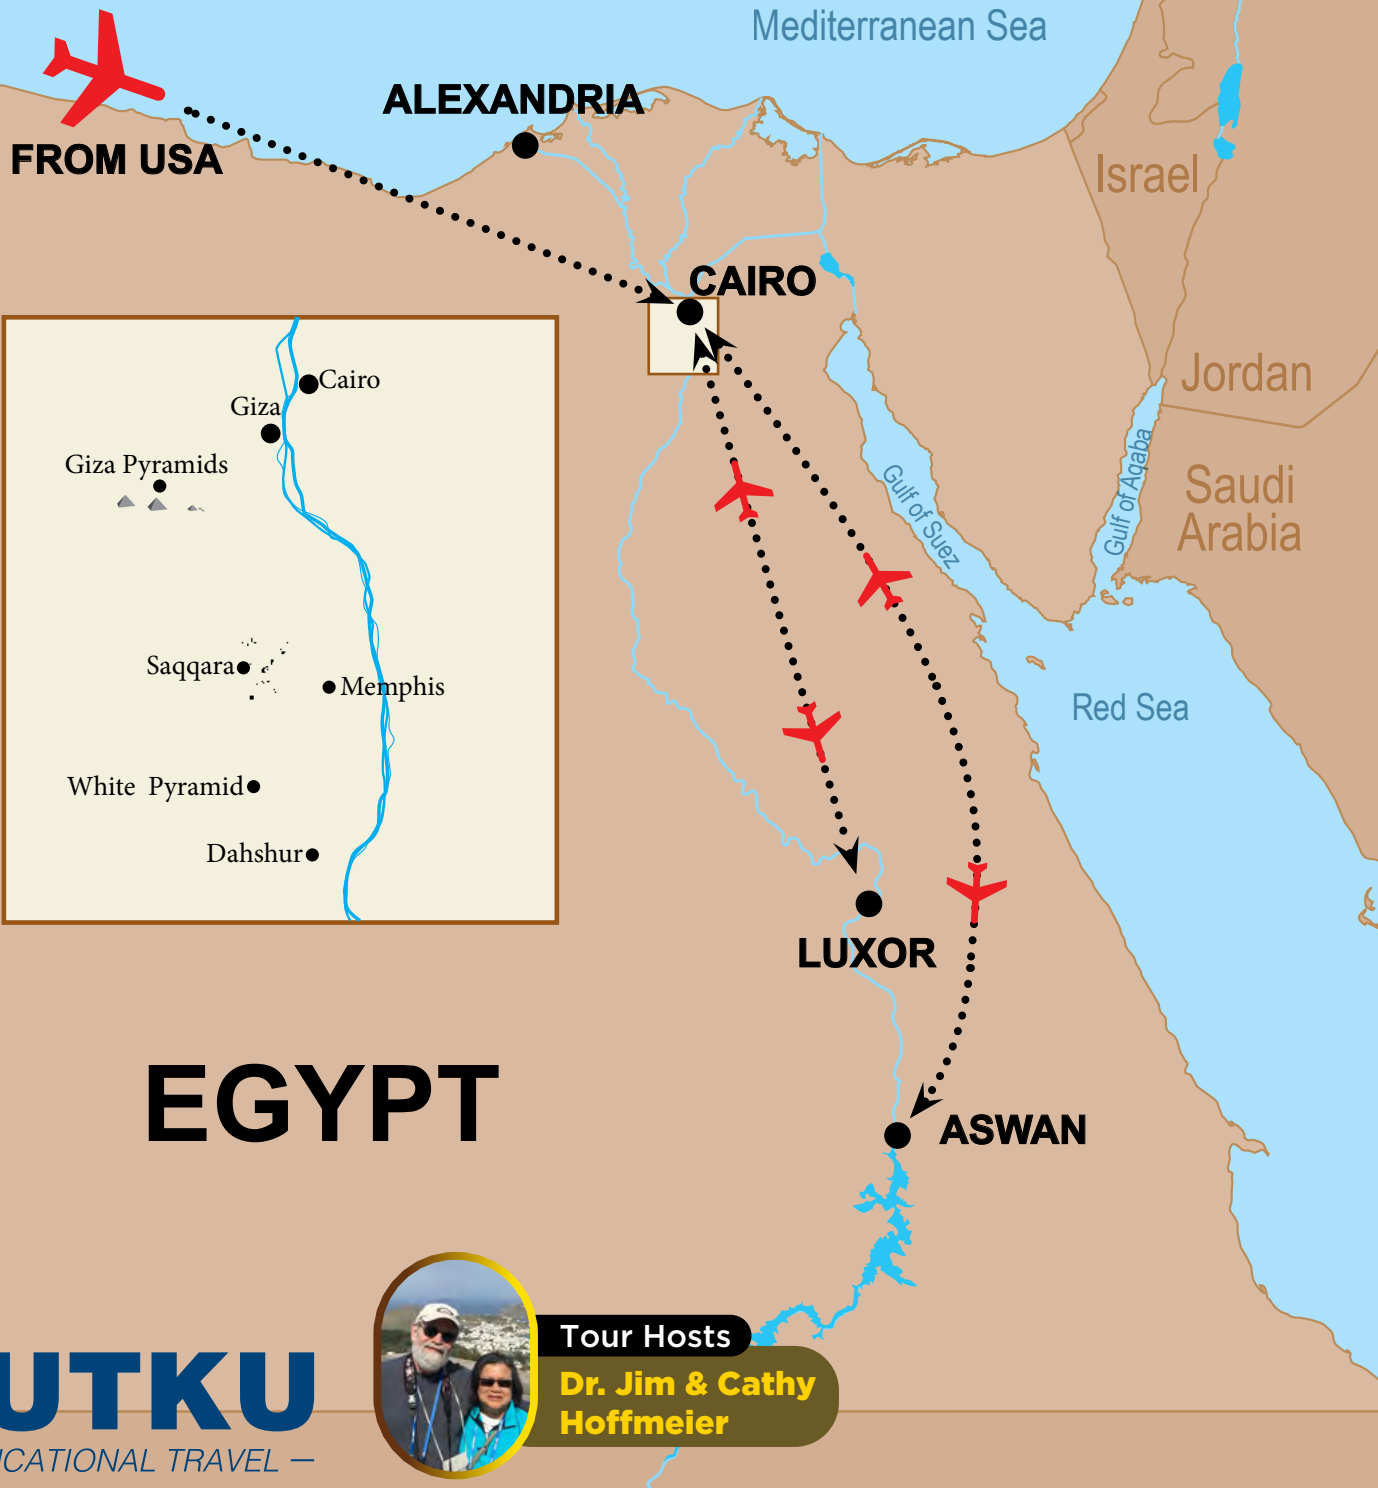 Mediterranean Sea
ALEXANDRIA
FROM USA
Israel
CAIRO
Jordan
Cairo
Giza
Giza Pyramids
Gulf of Suez
Gulf of Aqaba
Saudi
Arabia
Saqqara
Memphis
Red Sea
White Pyramid
Dahshur
LUXOR
EGYPT
ASWAN
Tour Hosts
Dr. Jim & Cathy
Hoffmeier
UTKU
CATIONAL TRAVEL –